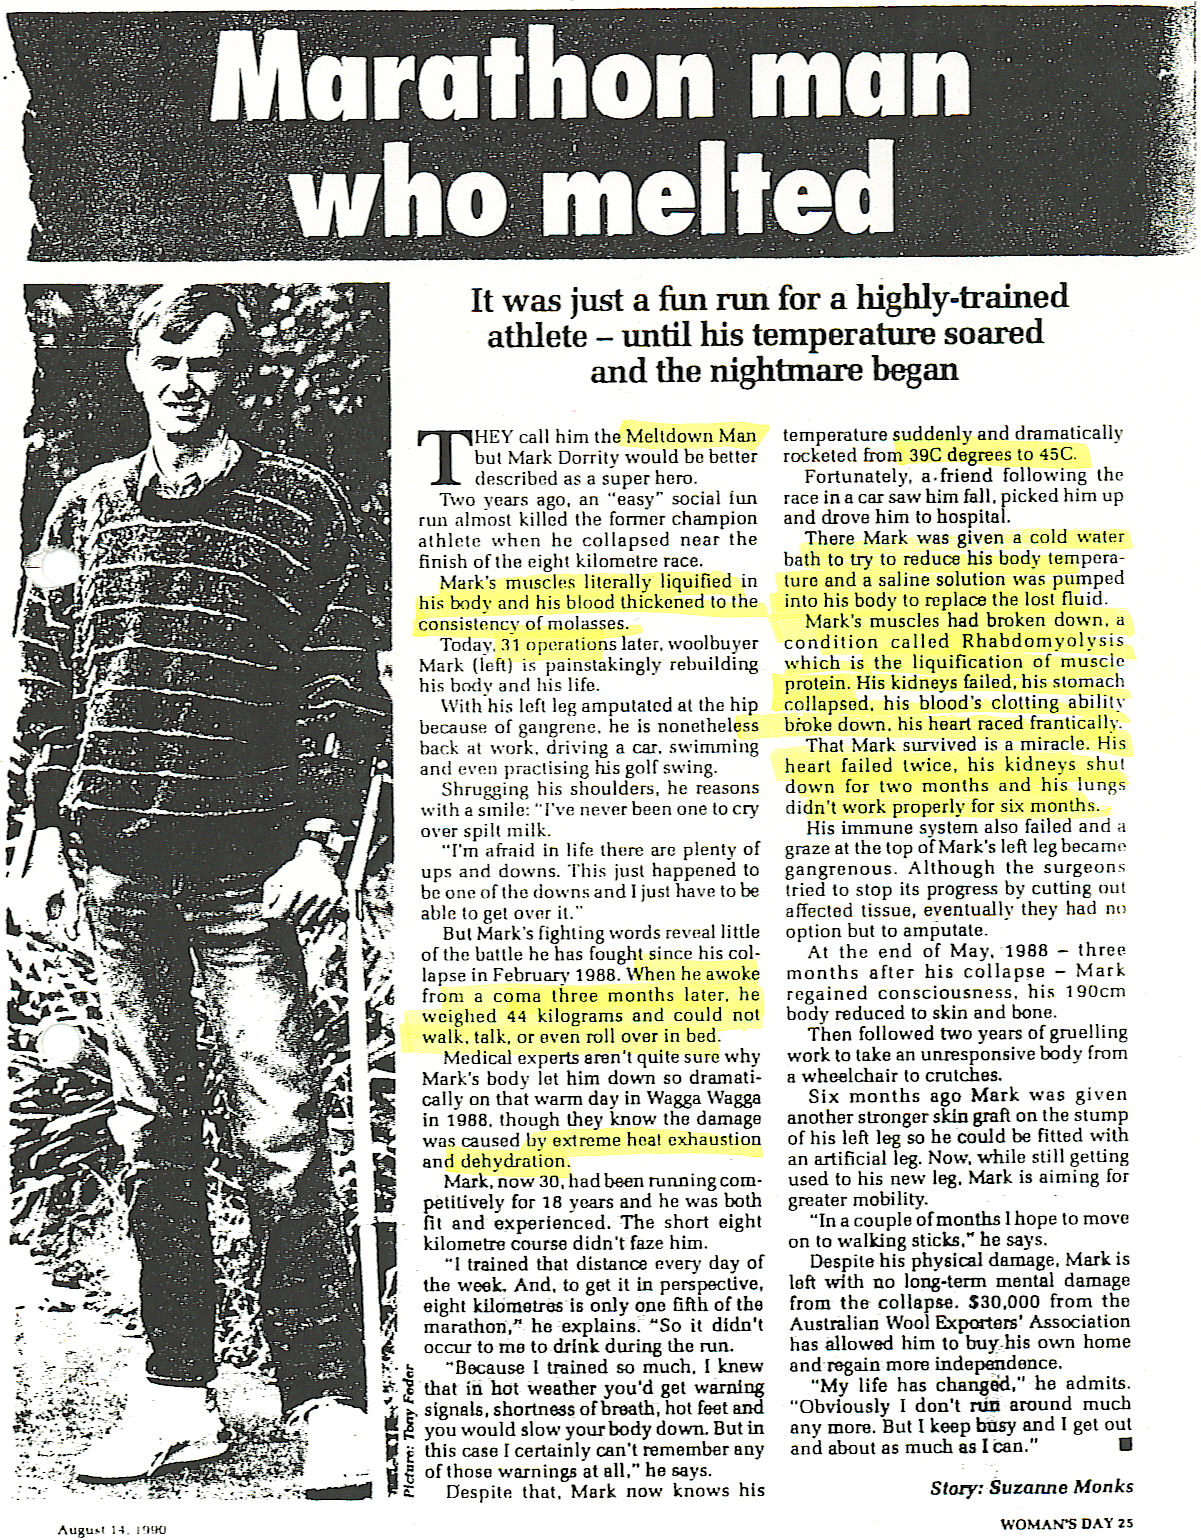 Marathon man
who melted
It was just a fun run for a highly-trained
athlete – until his temperature soared
and the nightmare began
THEY call him the Meltdown Man
but Mark Dorrity would be better
described as a super hero.
Two years ago, an "easy" social fun
run almost killed the former champion
athlete when he collapsed near the
finish of the eight kilometre race.
Mark's muscles literally liquified in
his body and his blood thickened to the
consistency of molasses.
Today, 31 operations later, woolbuyer
Mark (left) is painstakingly rebuilding
his body and his life.
With his left leg amputated at the hip
because of gangrene, he is nonetheless
back at work, driving a car, swimming
and even practising his golf swing.
Shrugging his shoulders, he reasons
with a smile: "I've never been one to cry
over spilt milk.
"I'm afraid in life there are plenty of
ups and downs. This just happened to
be one of the downs and I just have to be
able to get over it."
But Mark's fighting words reveal little
of the battle he has fought since his col-
lapse in February 1988. When he awoke
from a coma three months later, he
weighed 44 kilograms and could not
walk, talk, or even roll over in bed.
Medical experts aren't quite sure why
Mark's body let him down so dramati-
cally on that warm day in Wagga Wagga
in 1988, though they know the damage
was caused by extreme heat exhaustion
and dehydration.
Mark, now 30, had been running com-
petitively for 18 years and he was both
fit and experienced. The short eight
kilometre course didn't faze him.
"I trained that distance every day of
the week. And, to get it in perspective,
eight kilometres is only one fifth of the
marathon," he explains. "So it didn't
occur to me to drink during the run.
"Because I trained so much, I knew
that in hot weather you'd get warning
signals, shortness of breath, hot feet and
you would slow your body down. But in
this case I certainly can't remember any
of those warnings at all," he says.
Despite that, Mark now knows his
temperature suddenly and dramatically
rocketed from 39C degrees to 45C.
Fortunately, a friend following the
race in a car saw him fall, picked him up
and drove him to hospital.
There Mark was given a cold water
bath to try to reduce his body tempera-
ture and a saline solution was pumped
into his body to replace the lost fluid.
Mark's muscles had broken down, a
condition called Rhabdomyolysis
which is the liquification of muscle
protein. His kidneys failed, his stomach
collapsed, his blood's clotting ability
broke down, his heart raced frantically.
That Mark survived is a miracle. His
heart failed twice, his kidneys shut
down for two months and his lungs
didn't work properly for six months.
His immune system also failed and a
graze at the top of Mark's left leg became
gangrenous. Although the surgeons
tried to stop its progress by cutting out
affected tissue, eventually they had no
option but to amputate.
At the end of May, 1988 – three
months after his collapse – Mark
regained consciousness, his 190cm
body reduced to skin and bone.
Then followed two years of gruelling
work to take an unresponsive body from
a wheelchair to crutches.
Six months ago Mark was given
another stronger skin graft on the stump
of his left leg so he could be fitted with
an artificial leg. Now, while still getting
used to his new leg, Mark is aiming for
greater mobility.
"In a couple of months I hope to move
on to walking sticks," he says.
Despite his physical damage, Mark is
left with no long-term mental damage
from the collapse. $30,000 from the
Australian Wool Exporters' Association
has allowed him to buy his own home
and regain more independence.
"My life has changed," he admits.
"Obviously I don't run around much
any more. But I keep busy and I get out
and about as much as I can."
Story: Suzanne Monks
Picture: Tony Feder
August 14, 1990
WOMAN'S DAY 25